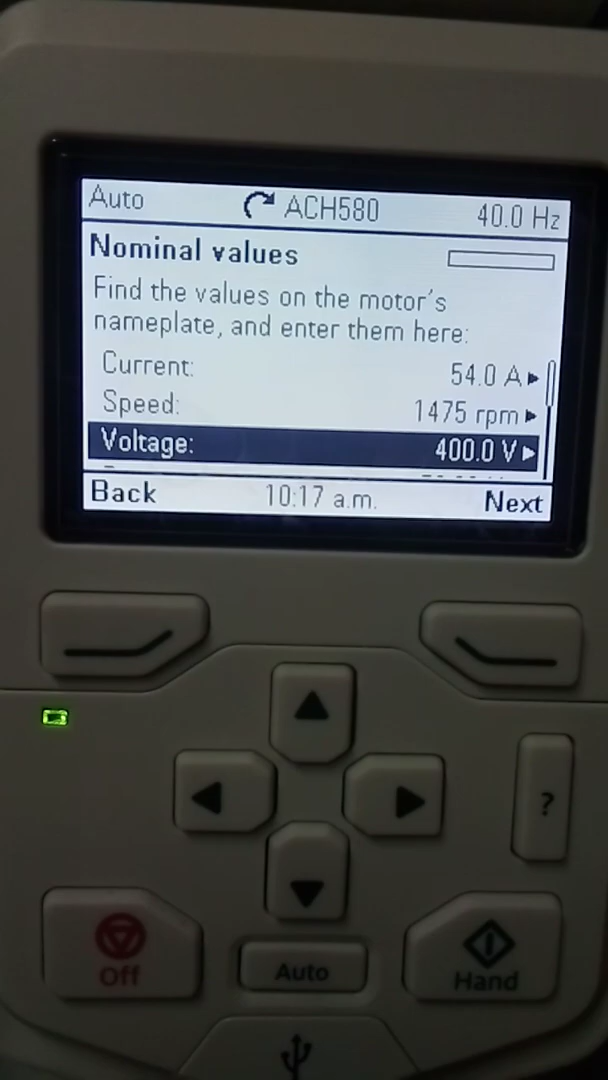 Auto ACH580 40.0 Hz
Nominal values
Find the values on the motor's
nameplate, and enter them here:
Current: 54.0 A
Speed: 1475 rpm
Voltage: 400.0 V
Back 10:17 a.m. Next
?
Off Auto Hand